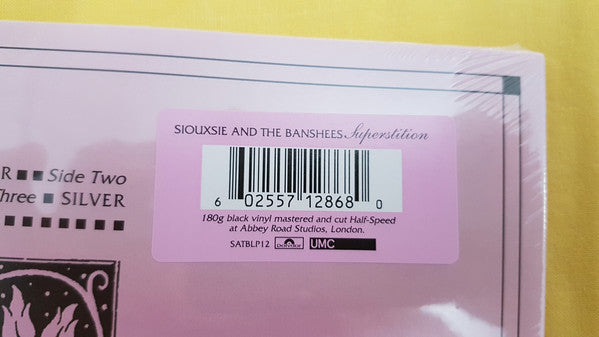 SIOUXSIE AND THE BANSHEES Superstition
R ■ ■ Side Two
Three ■ SILVER
6 02557 12868 0
180g black vinyl mastered and cut Half-Speed
at Abbey Road Studios, London.
SATBLP12 polydor UMC